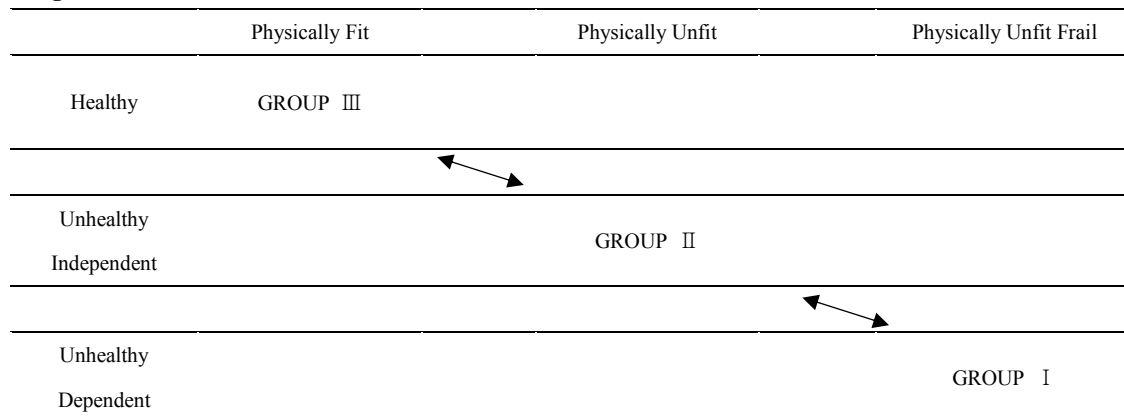 Physically Fit Physically Unfit Physically Unfit Frail
Healthy GROUP Ⅲ
Unhealthy
Independent
GROUP Ⅱ
Unhealthy
Dependent
GROUP Ⅰ